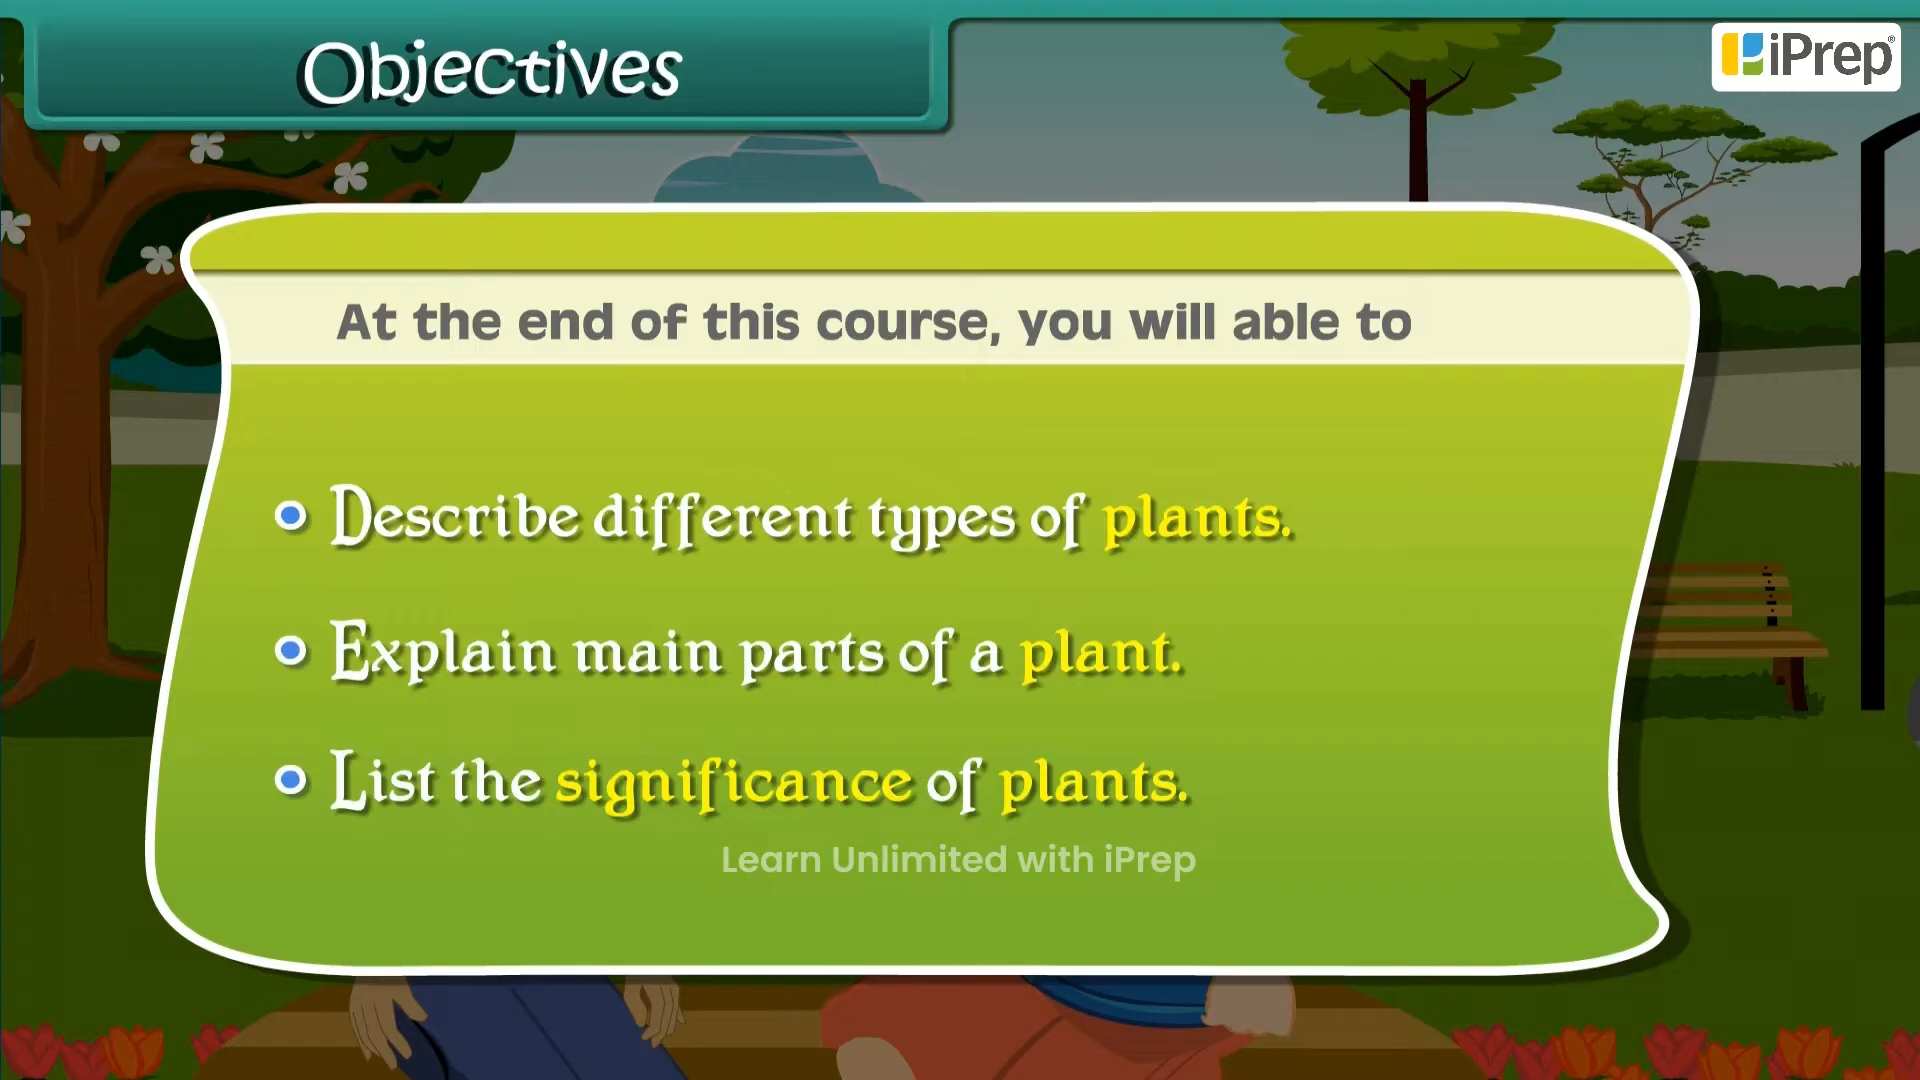 Objectives
iPrep®
At the end of this course, you will able to
Describe different types of plants.
Explain main parts of a plant.
List the significance of plants.
Learn Unlimited with iPrep